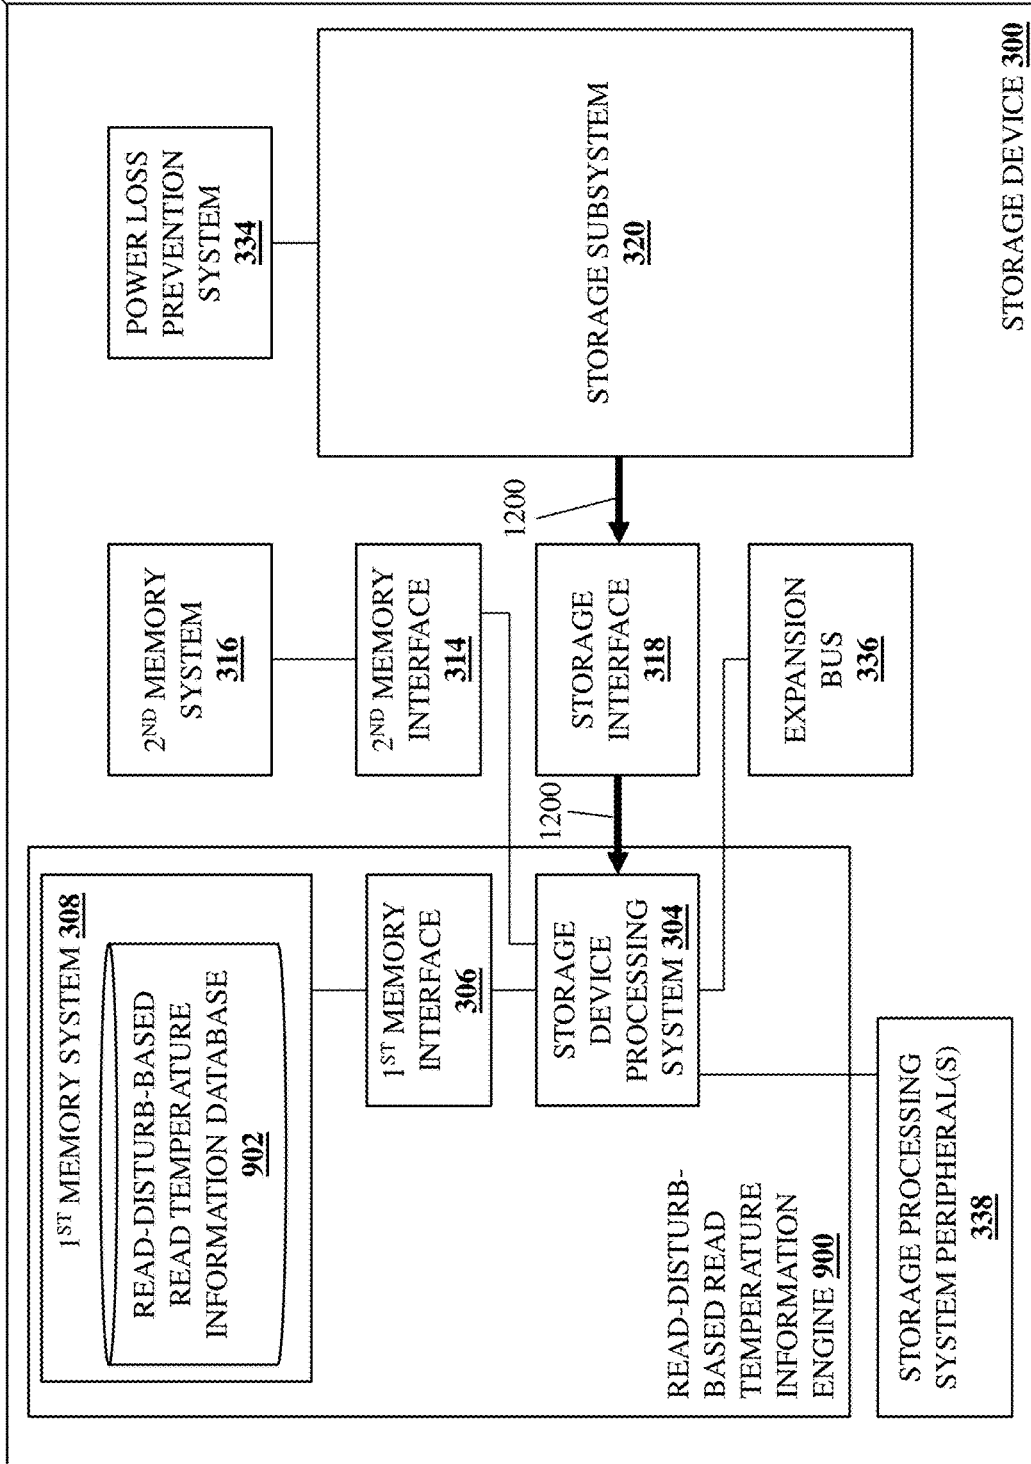 1ST MEMORY SYSTEM 308
READ-DISTURB-BASED
READ TEMPERATURE
INFORMATION DATABASE
902
1ST MEMORY
INTERFACE
306
STORAGE
DEVICE
PROCESSING
SYSTEM 304
READ-DISTURB-
BASED READ
TEMPERATURE
INFORMATION
ENGINE 900
STORAGE PROCESSING
SYSTEM PERIPHERAL(S)
338
2ND MEMORY
SYSTEM
316
2ND MEMORY
INTERFACE
314
1200
STORAGE
INTERFACE
318
1200
EXPANSION
BUS
336
POWER LOSS
PREVENTION
SYSTEM
334
STORAGE SUBSYSTEM
320
STORAGE DEVICE 300